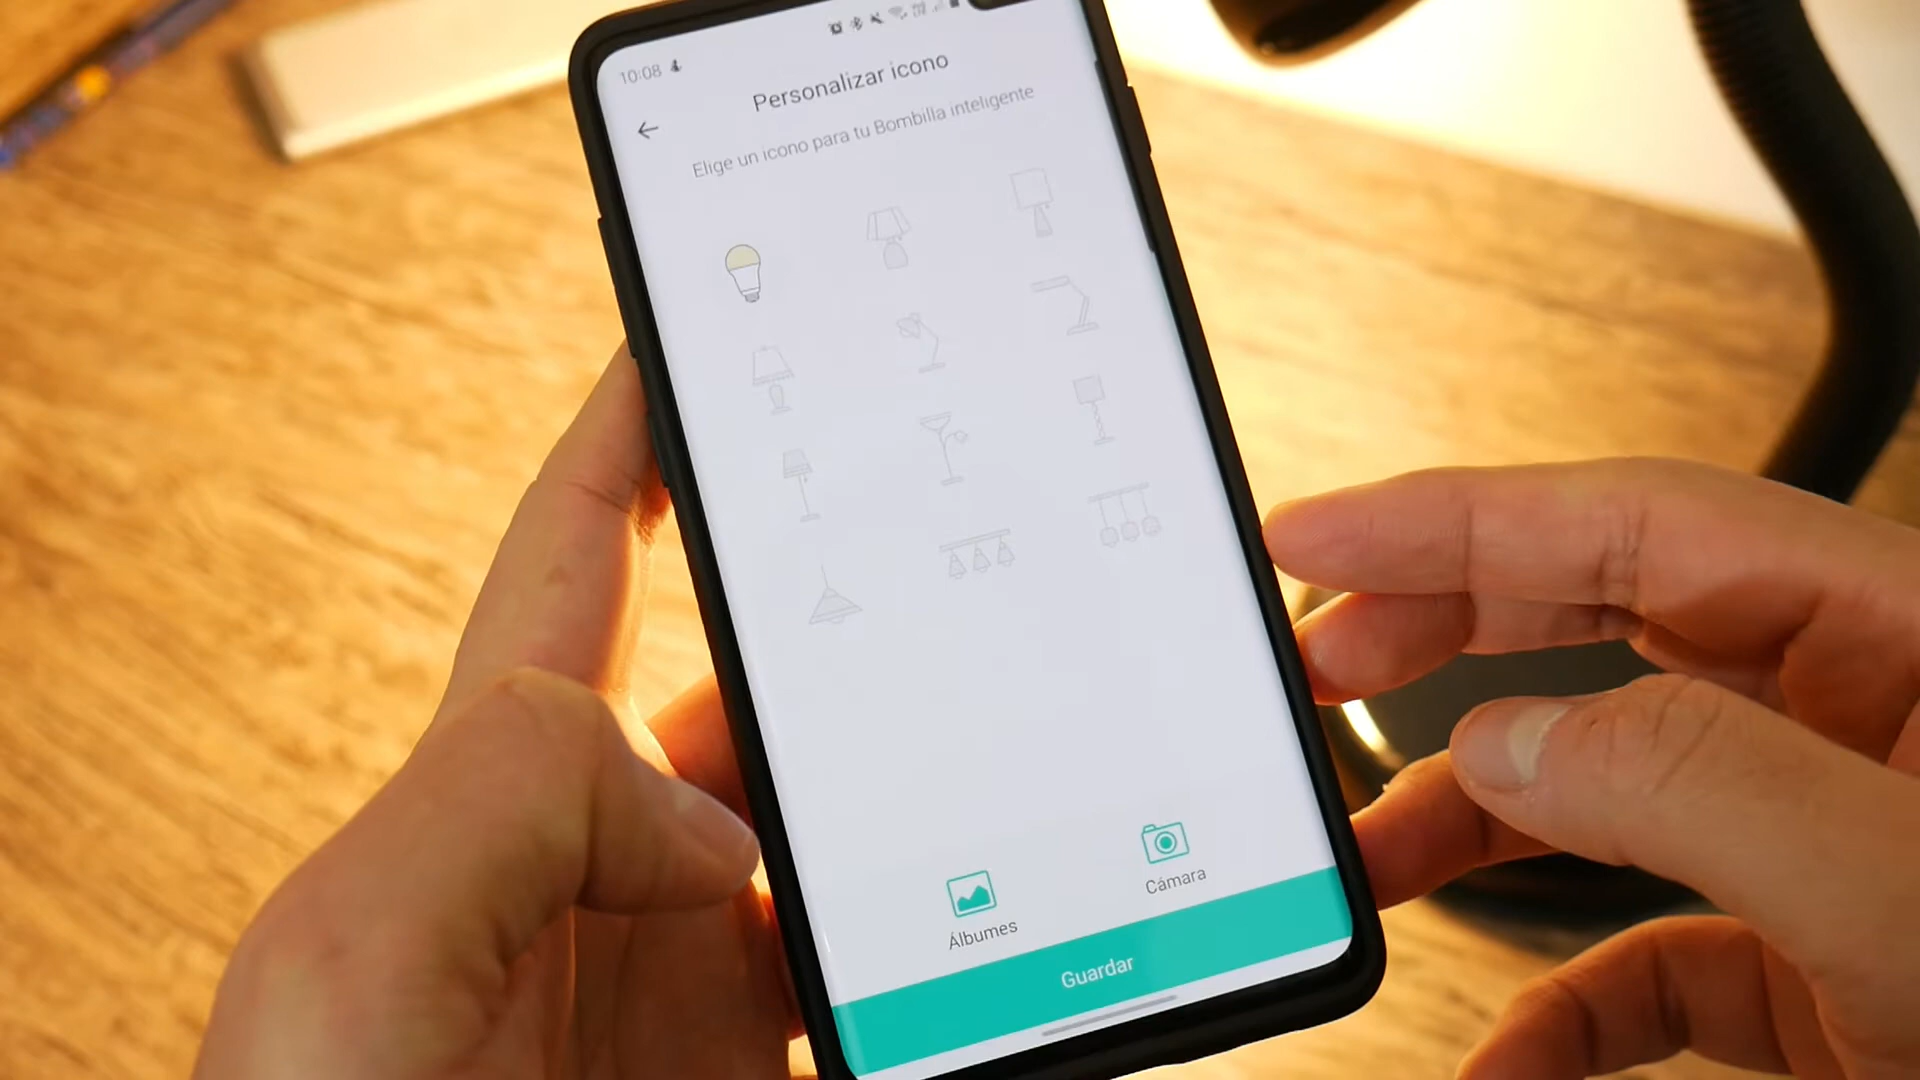 10:08
Personalizar icono
Elige un icono para tu Bombilla inteligente
Álbumes
Cámara
Guardar